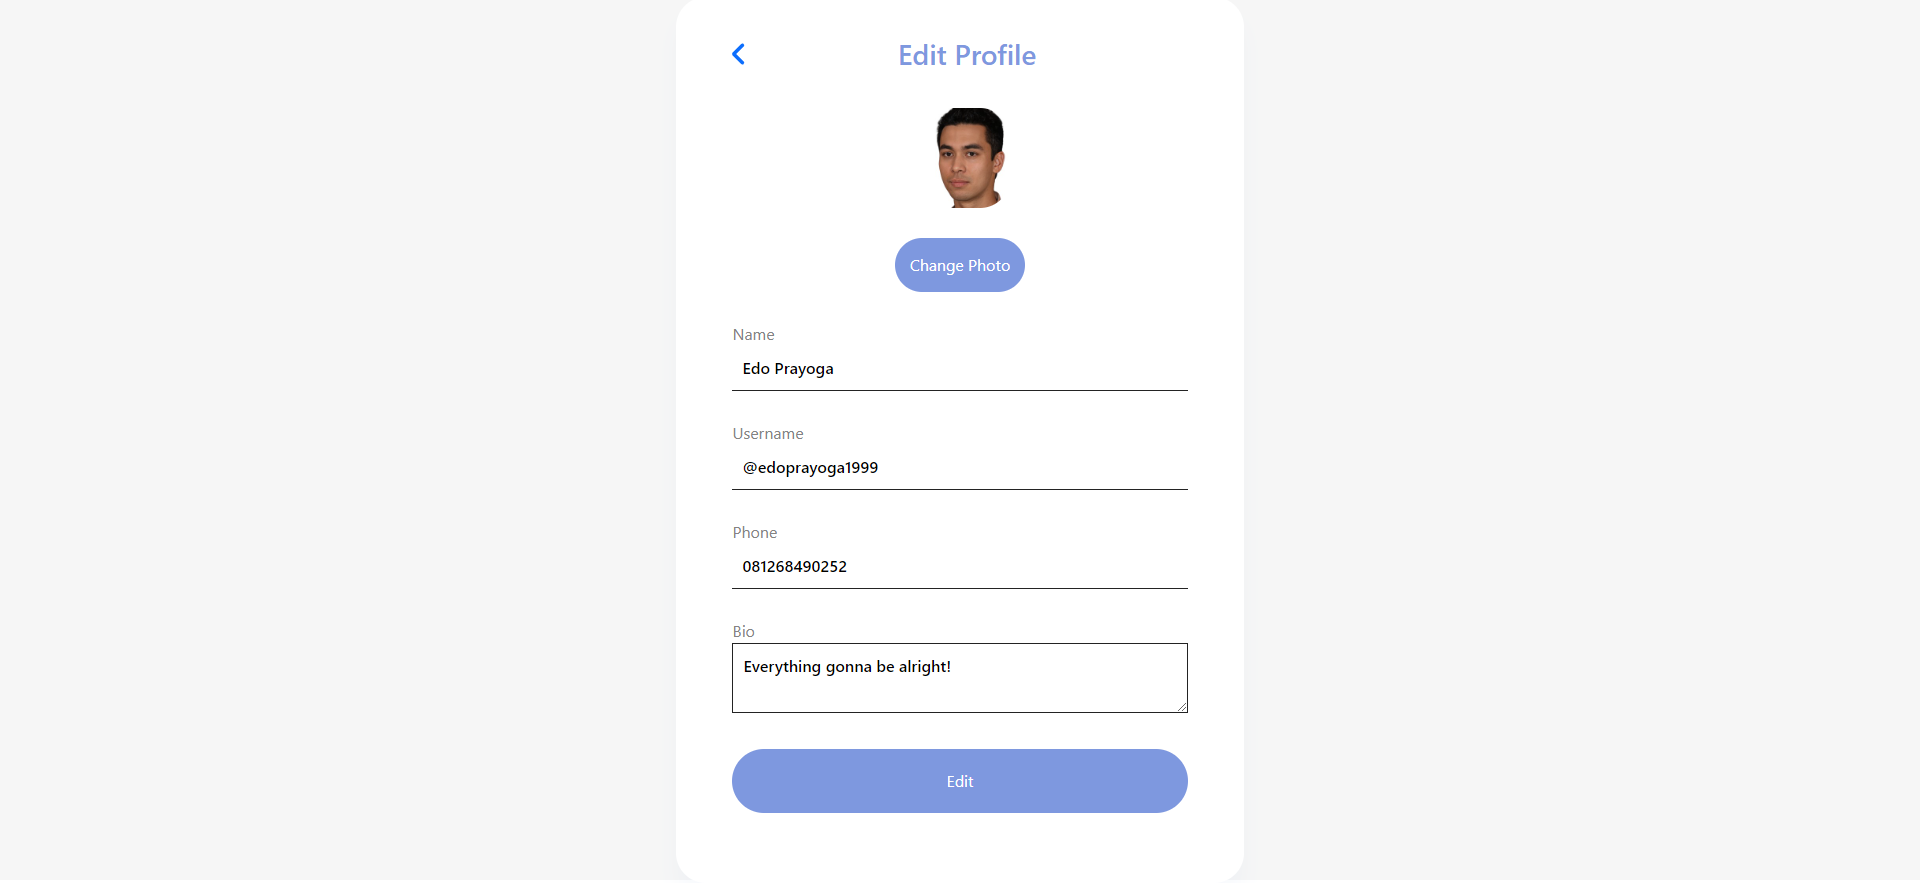 Edit Profile
Change Photo
Name
Edo Prayoga
Username
@edoprayoga1999
Phone
081268490252
Bio
Everything gonna be alright!
Edit